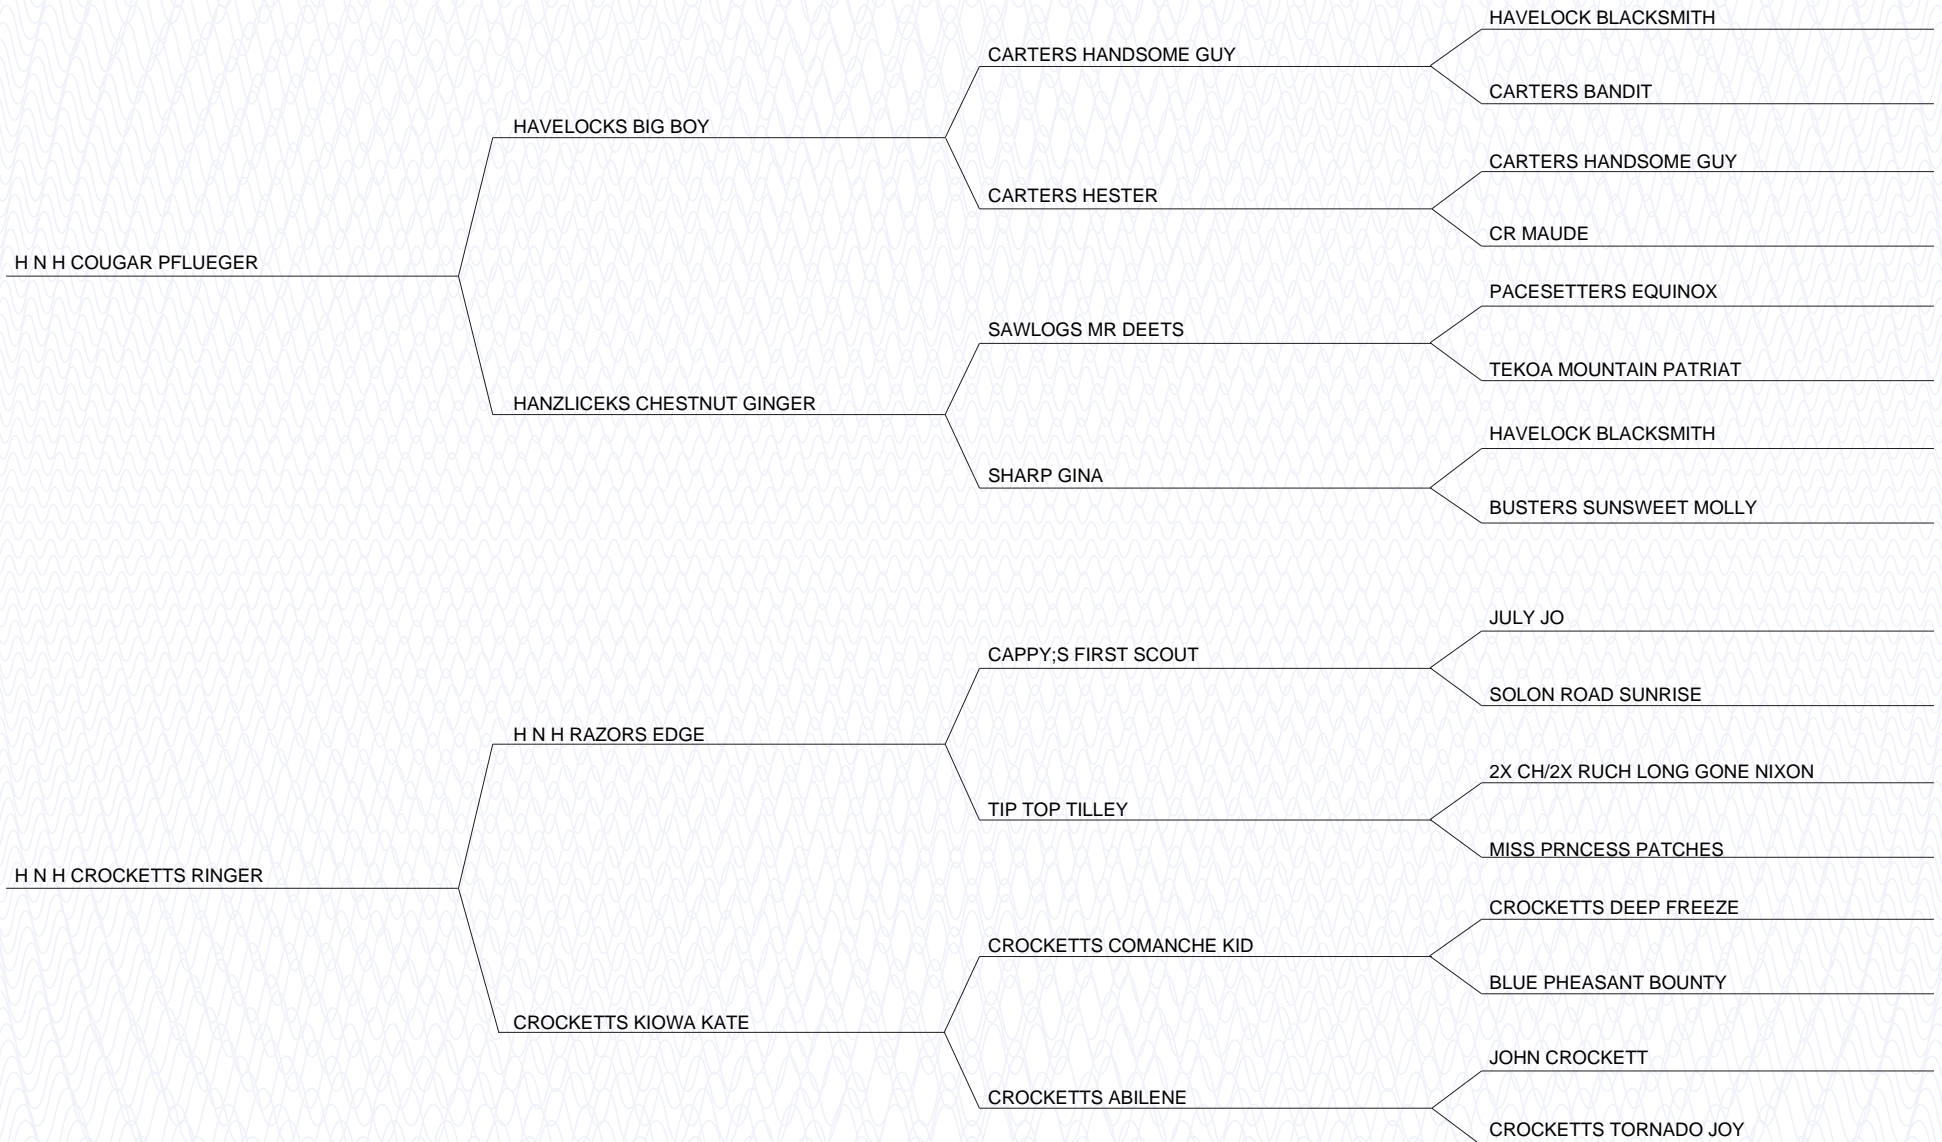 HAVELOCK BLACKSMITH
CARTERS HANDSOME GUY
CARTERS BANDIT
HAVELOCKS BIG BOY
CARTERS HANDSOME GUY
CARTERS HESTER
CR MAUDE
H N H COUGAR PFLUEGER
PACESETTERS EQUINOX
SAWLOGS MR DEETS
TEKOA MOUNTAIN PATRIAT
HANZLICEKS CHESTNUT GINGER
HAVELOCK BLACKSMITH
SHARP GINA
BUSTERS SUNSWEET MOLLY
JULY JO
CAPPY;S FIRST SCOUT
SOLON ROAD SUNRISE
H N H RAZORS EDGE
2X CH/2X RUCH LONG GONE NIXON
TIP TOP TILLEY
MISS PRNCESS PATCHES
H N H CROCKETTS RINGER
CROCKETTS DEEP FREEZE
CROCKETTS COMANCHE KID
BLUE PHEASANT BOUNTY
CROCKETTS KIOWA KATE
JOHN CROCKETT
CROCKETTS ABILENE
CROCKETTS TORNADO JOY